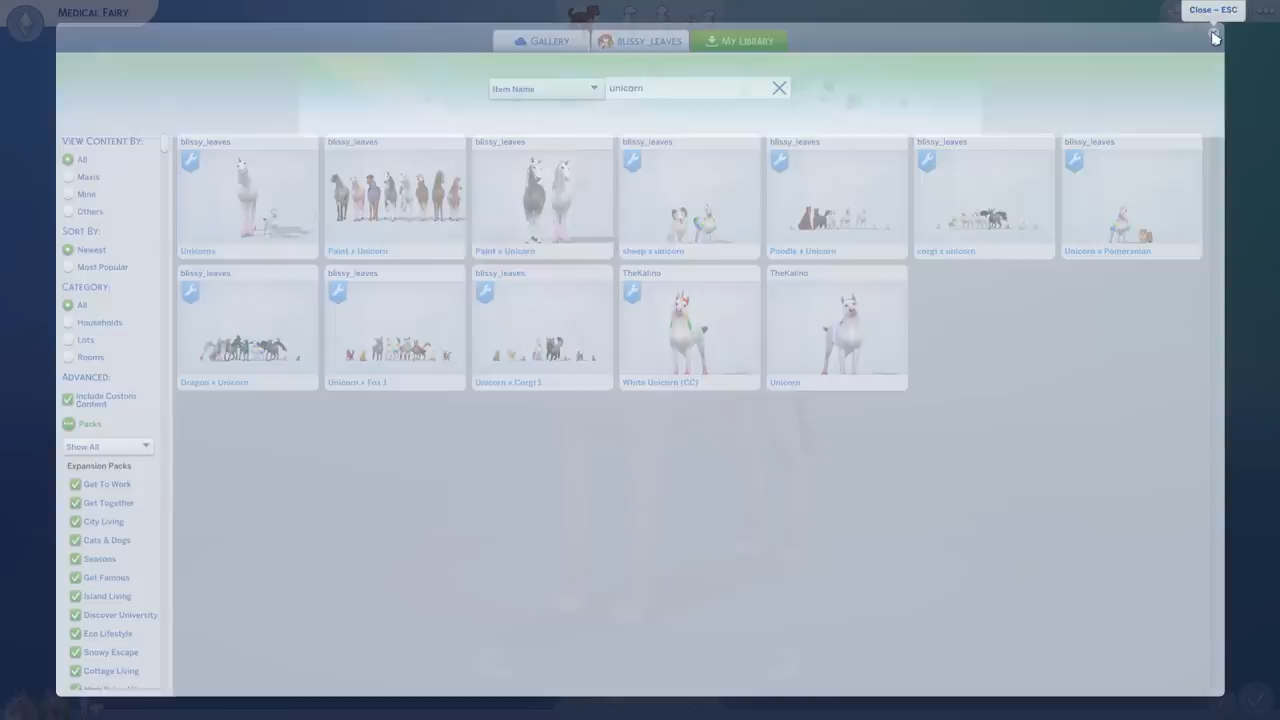 MEDICAL FAIRY
Close – ESC
GALLERY
BLISSY_LEAVES
MY LIBRARY
Item Name
unicorn
VIEW CONTENT BY:
All
Maxis
Mine
Others
SORT BY:
Newest
Most Popular
CATEGORY:
All
Households
Lots
Rooms
ADVANCED:
Include Custom
Content
Packs
Show All
Expansion Packs
Get To Work
Get Together
City Living
Cats & Dogs
Seasons
Get Famous
Island Living
Discover University
Eco Lifestyle
Snowy Escape
Cottage Living
blissy_leaves
Unicorns
blissy_leaves
Paint x Unicorn
blissy_leaves
Paint x Unicorn
blissy_leaves
sheep x unicorn
blissy_leaves
Poodle x Unicorn
blissy_leaves
corgi x unicorn
blissy_leaves
Unicorn x Pomeranian
blissy_leaves
Dragon x Unicorn
blissy_leaves
Unicorn x Fox 1
blissy_leaves
Unicorn x Corgi 1
TheKalino
White Unicorn (CC)
TheKalino
Unicorn